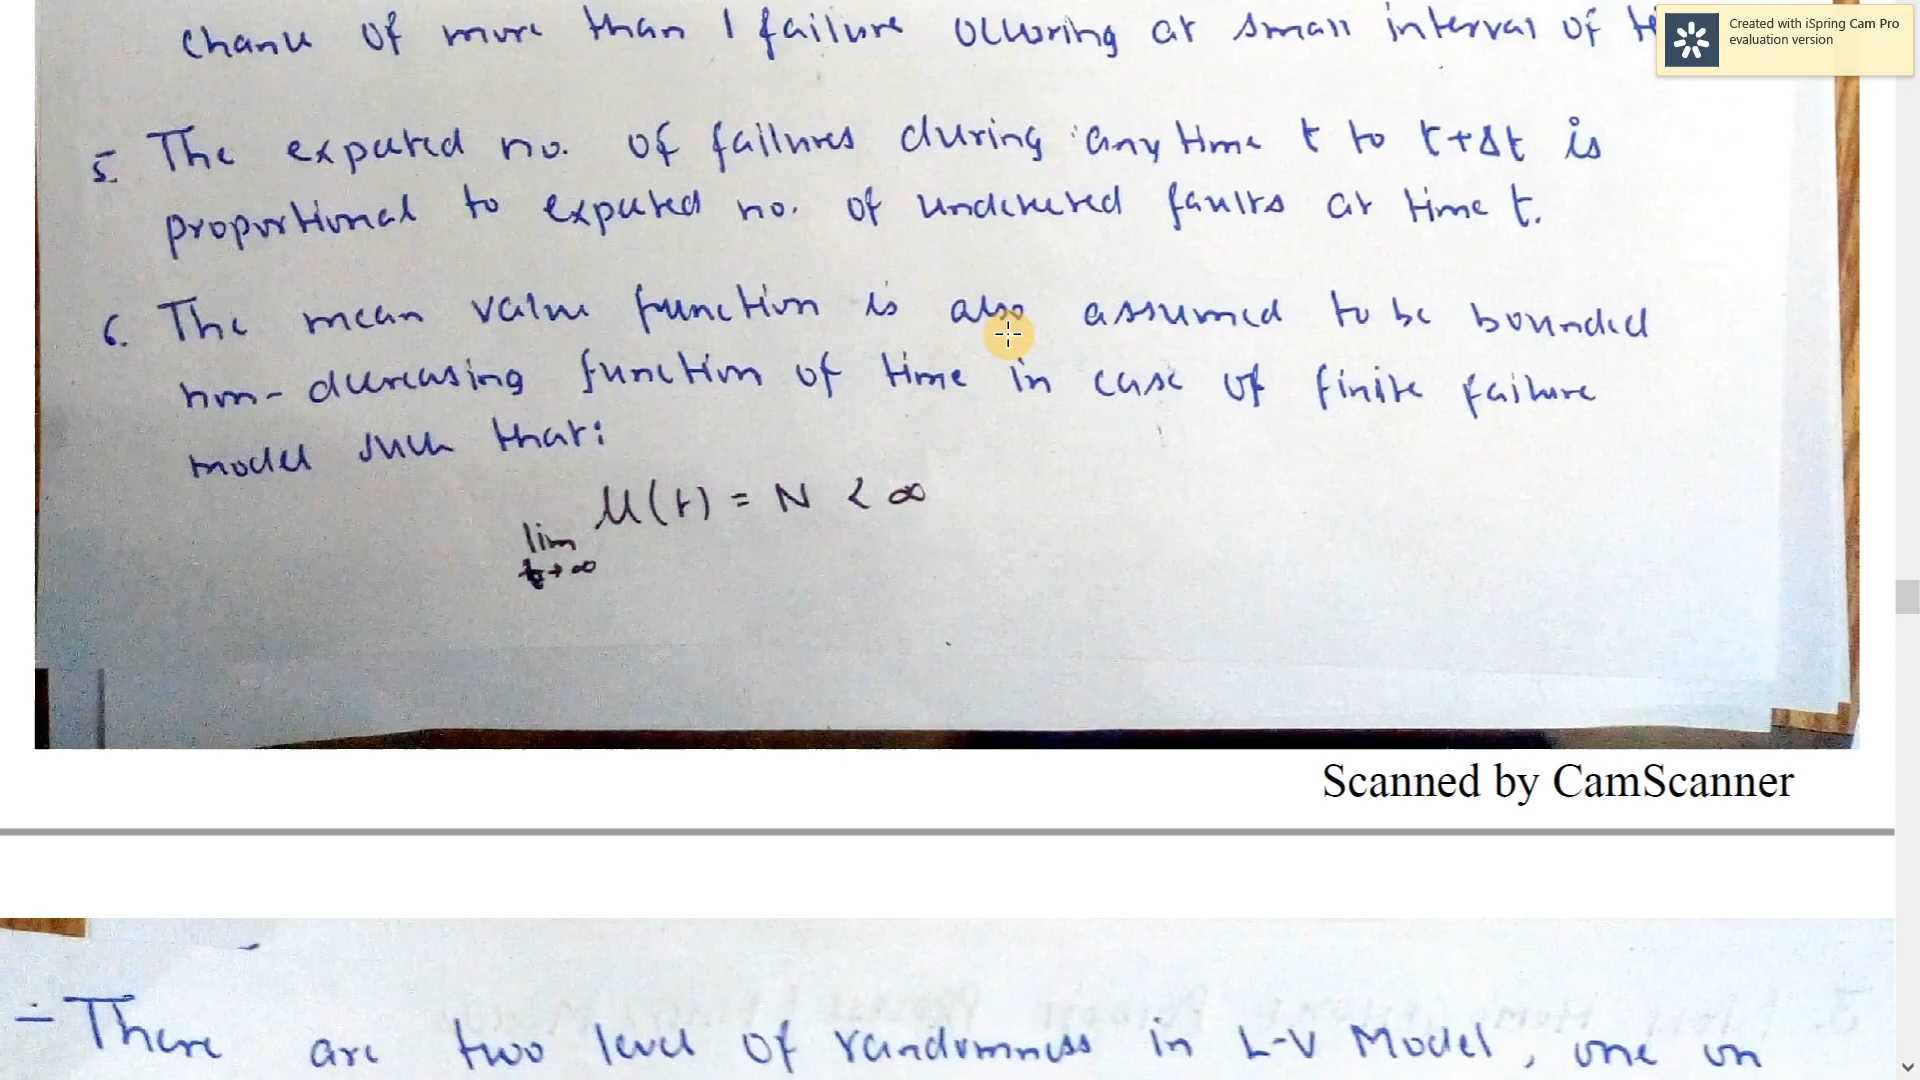 chance of more than 1 failure occuring at small interval of
Created with iSpring Cam Pro
evaluation version
5. The expected no. of failures during any time t to t+Δt is
proportional to expected no. of undetected faults at time t.
6. The mean value function is also assumed to be bounded
non-decreasing function of time in case of finite failure
model such that:
lim t→∞ μ(t) = N < ∞
Scanned by CamScanner
- There are two level of randomness in L-V Model, one on